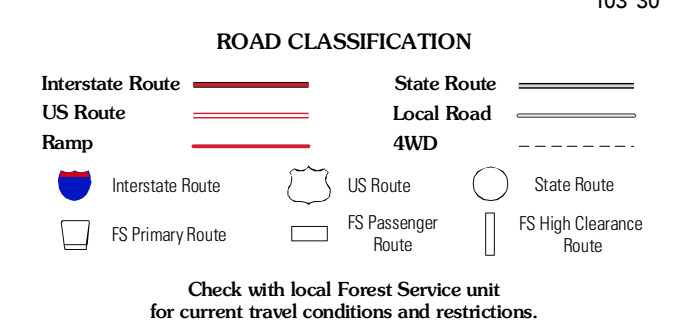 103 30
ROAD CLASSIFICATION
Interstate Route
State Route
US Route
Local Road
Ramp
4WD
Interstate Route
US Route
State Route
FS Primary Route
FS Passenger
Route
FS High Clearance
Route
Check with local Forest Service unit
for current travel conditions and restrictions.